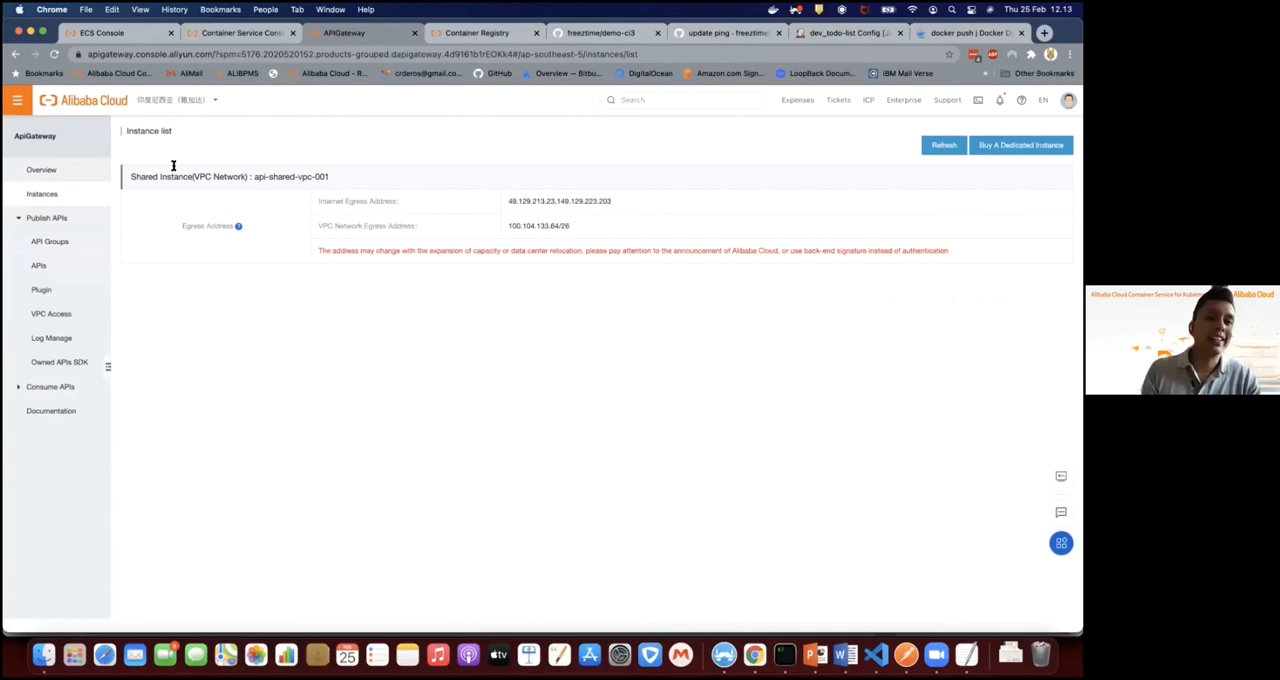 Chrome File Edit View History Bookmarks People Tab Window Help Thu 25 Feb 12.13
ECS Console
Container Service Cons
APIGateway
Container Registry
freeztime/demo-ci3
update ping · freeztime
dev_todo-list Config [J
docker push | Docker D
apigateway.console.aliyun.com/?spm=5176.2020520152.products-grouped.dapigateway.4d9161b1rEOKk4#/ap-southeast-5/instances/list
Bookmarks
Alibaba Cloud Co...
AliMail
ALIBPMS
Alibaba Cloud - R...
crderos@gmail.co...
GitHub
Overview — Bitbu...
DigitalOcean
Amazon.com Sign...
LoopBack Docum...
IBM Mail Verse
» Other Bookmarks
Alibaba Cloud
印度尼西亚（雅加达）
Search
Expenses Tickets ICP Enterprise Support EN
ApiGateway
Overview
Instances
Publish APIs
API Groups
APIs
Plugin
VPC Access
Log Manage
Owned APIs SDK
Consume APIs
Documentation
Instance list
Refresh
Buy A Dedicated Instance
Shared Instance(VPC Network) : api-shared-vpc-001
Egress Address
Internet Egress Address: 49.129.213.23,149.129.223.203
VPC Network Egress Address: 100.104.133.64/26
The address may change with the expansion of capacity or data center relocation, please pay attention to the announcement of Alibaba Cloud, or use back-end signature instead of authentication
Alibaba Cloud Container Service for Kubern
Alibaba Cloud
25